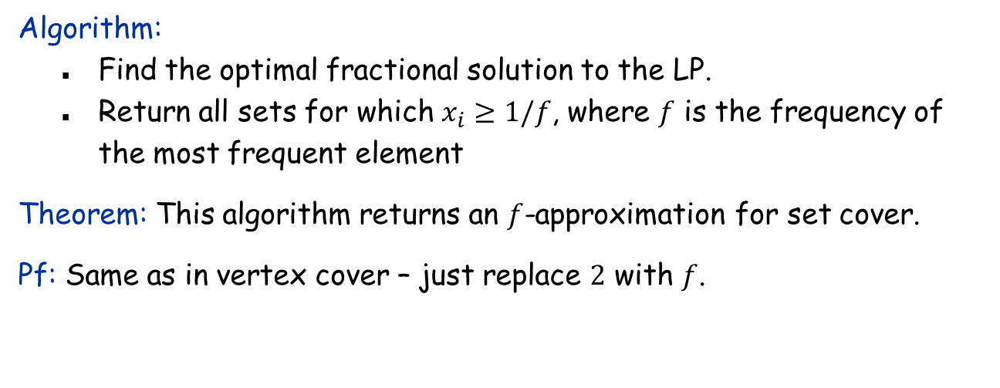 Algorithm:
▪ Find the optimal fractional solution to the LP.
▪ Return all sets for which 𝑥ᵢ ≥ 1/𝑓, where 𝑓 is the frequency of
the most frequent element
Theorem: This algorithm returns an 𝑓-approximation for set cover.
Pf: Same as in vertex cover – just replace 2 with 𝑓.